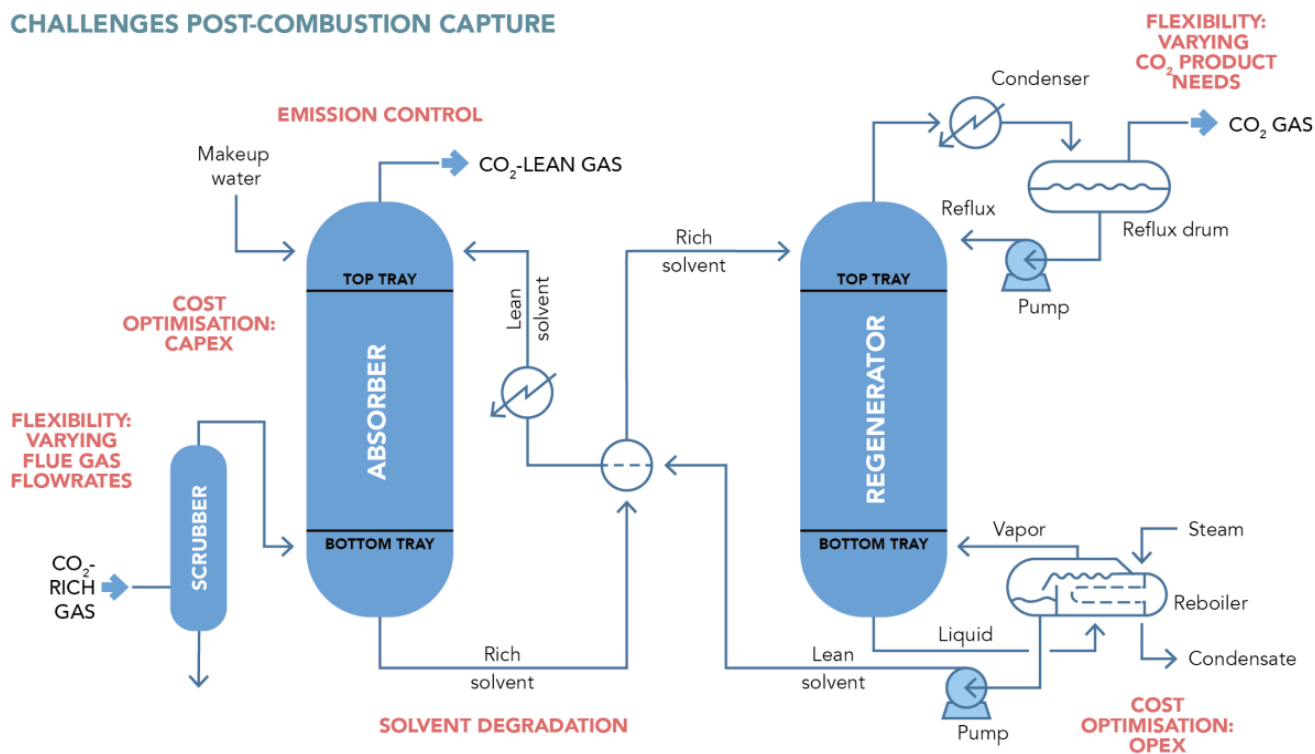 CHALLENGES POST-COMBUSTION CAPTURE
FLEXIBILITY:
VARYING
CO₂ PRODUCT
NEEDS
Condenser
EMISSION CONTROL
CO₂ GAS
Makeup
water
CO₂-LEAN GAS
Reflux
Reflux drum
Rich
solvent
TOP TRAY
TOP TRAY
Pump
COST
OPTIMISATION:
CAPEX
Lean
solvent
ABSORBER
REGENERATOR
FLEXIBILITY:
VARYING
FLUE GAS
FLOWRATES
SCRUBBER
BOTTOM TRAY
BOTTOM TRAY
Vapor
Steam
CO₂-
RICH
GAS
Reboiler
Liquid
Rich
solvent
Lean
solvent
Condensate
SOLVENT DEGRADATION
Pump
COST
OPTIMISATION:
OPEX